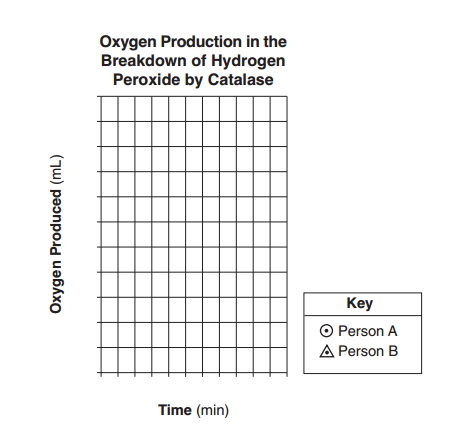 Oxygen Production in the
Breakdown of Hydrogen
Peroxide by Catalase
Oxygen Produced (mL)
Time (min)
Key
Person A
Person B